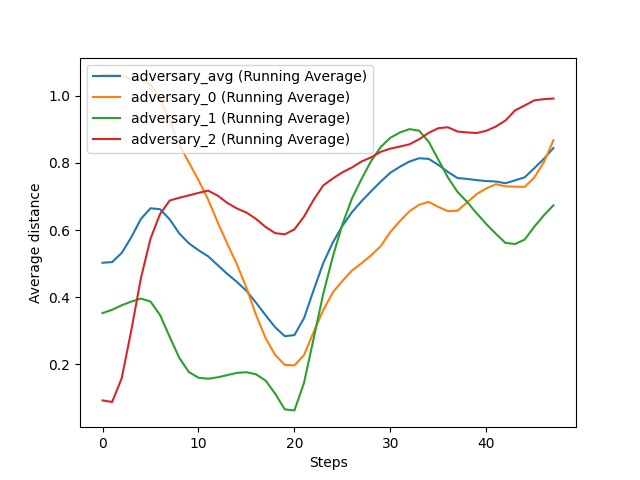 adversary_avg (Running Average)
adversary_0 (Running Average)
adversary_1 (Running Average)
adversary_2 (Running Average)
Average distance
1.0
0.8
0.6
0.4
0.2
0 10 20 30 40
Steps